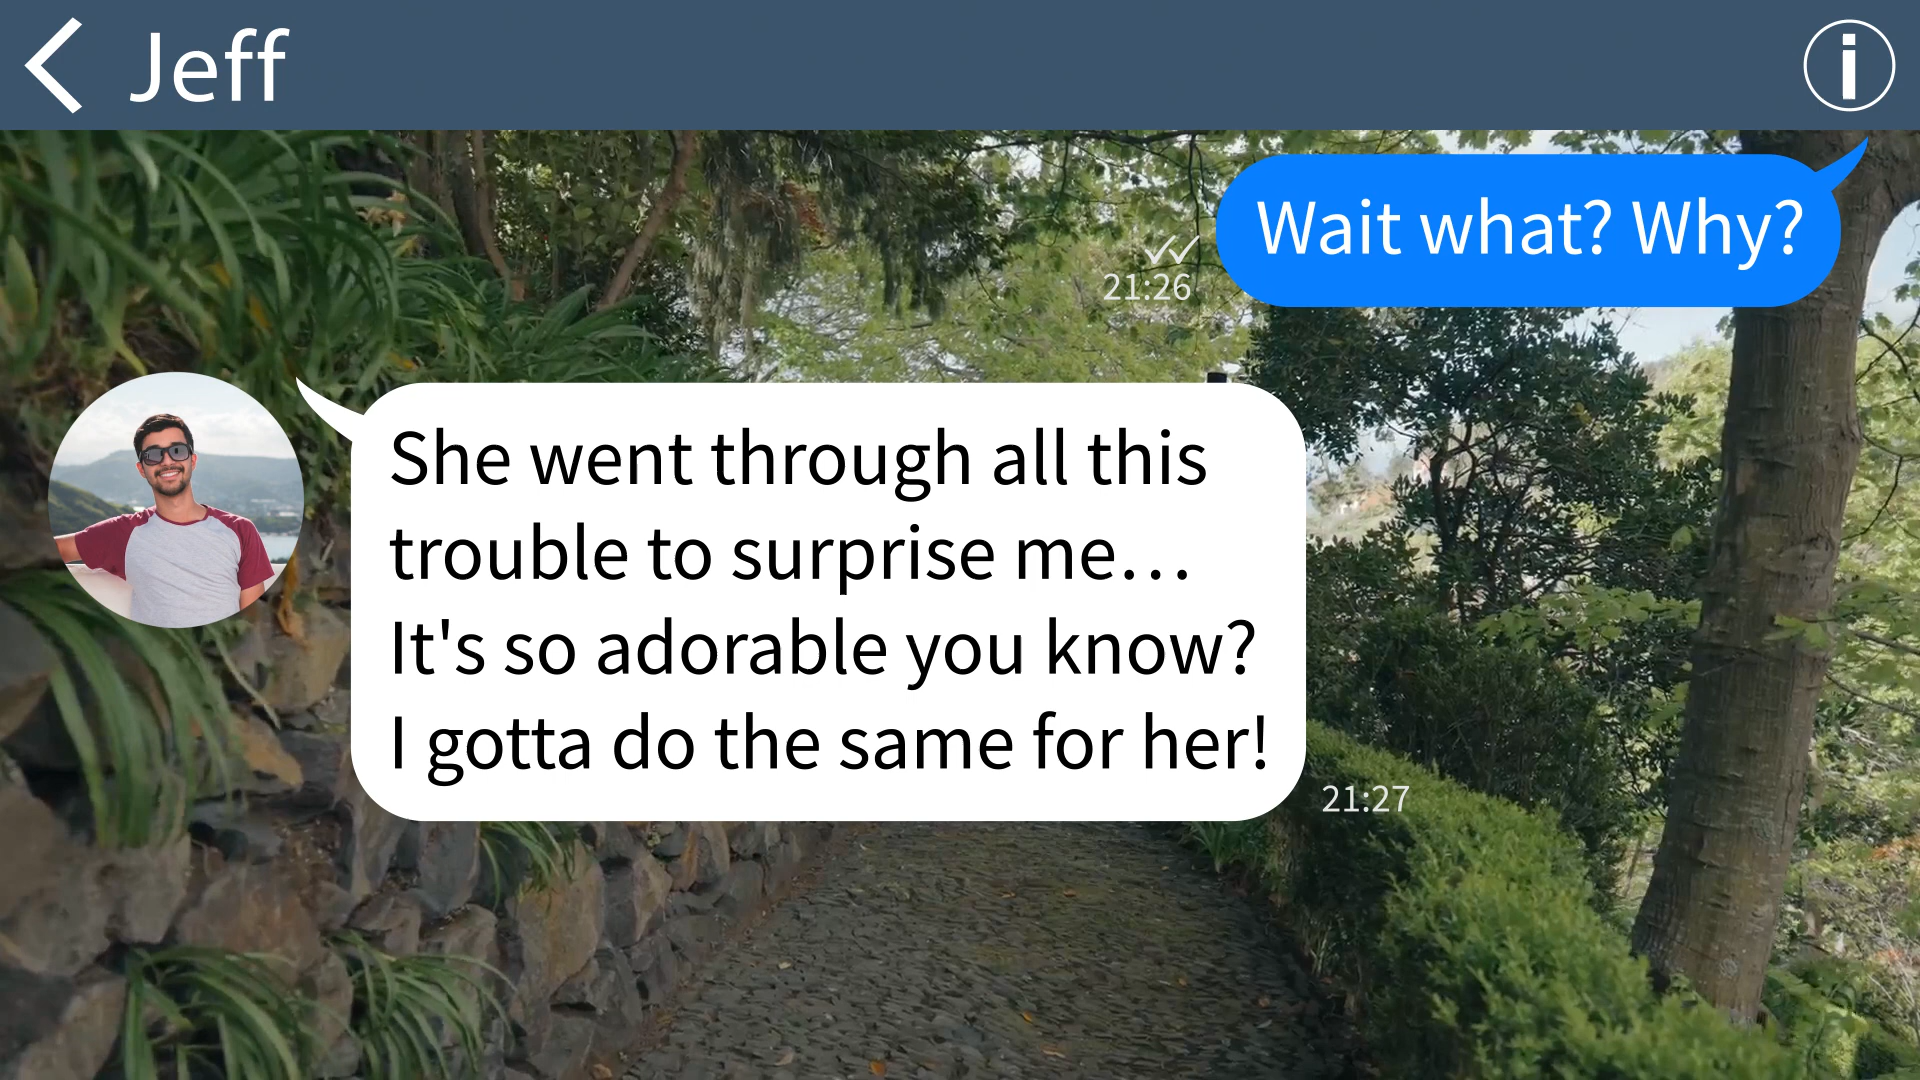 Jeff
Wait what? Why?
21:26
She went through all this
trouble to surprise me…
It's so adorable you know?
I gotta do the same for her!
21:27